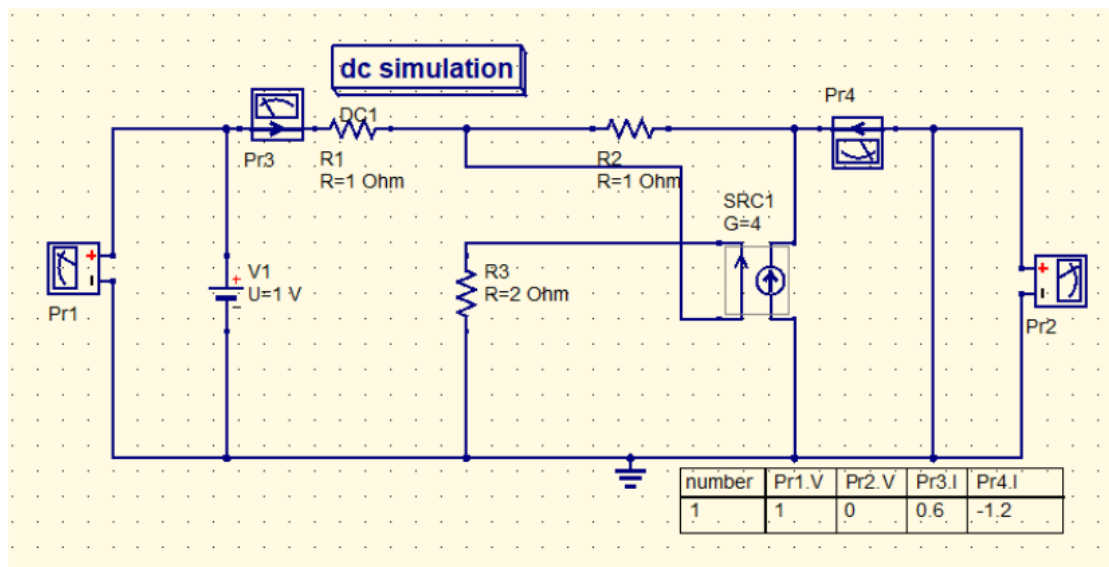 dc simulation
DC1
Pr4
Pr3
R1
R=1 Ohm
R2
R=1 Ohm
SRC1
G=4
+
Pr1
+
V1
U=1 V
R3
R=2 Ohm
+
Pr2
number Pr1.V Pr2.V Pr3.I Pr4.I
1 1 0 0.6 -1.2